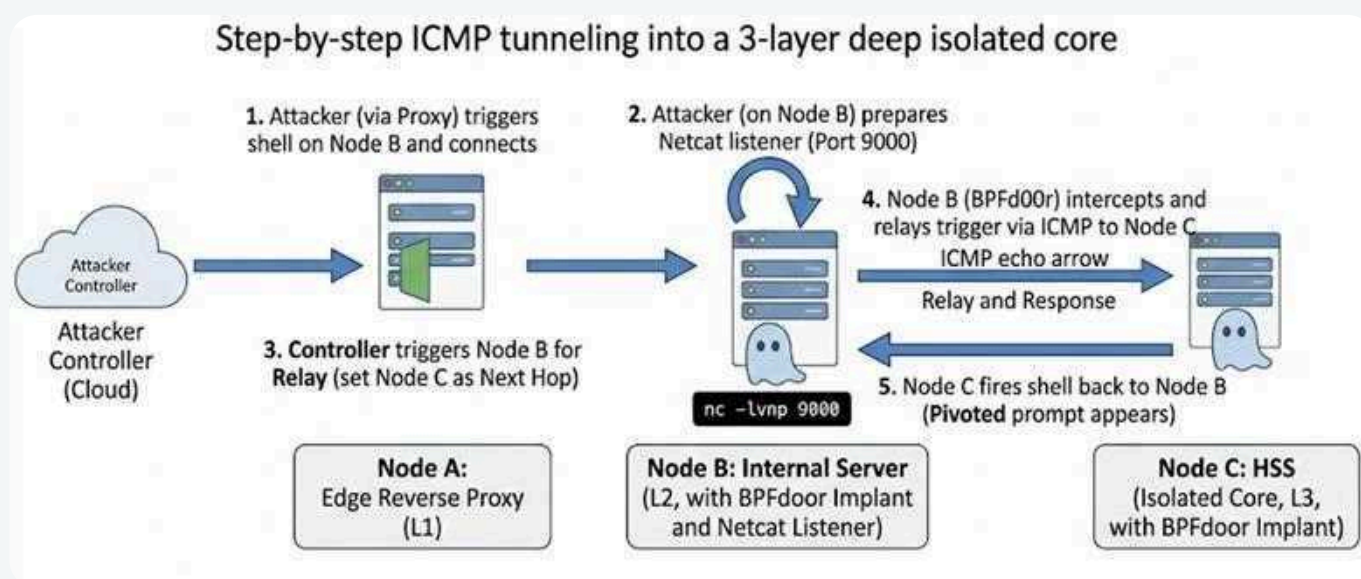 Step-by-step ICMP tunneling into a 3-layer deep isolated core
1. Attacker (via Proxy) triggers
shell on Node B and connects
2. Attacker (on Node B) prepares
Netcat listener (Port 9000)
4. Node B (BPFd00r) intercepts and
relays trigger via ICMP to Node C
ICMP echo arrow
Relay and Response
Attacker
Controller
Attacker
Controller
(Cloud)
3. Controller triggers Node B for
Relay (set Node C as Next Hop)
nc -lvnp 9000
5. Node C fires shell back to Node B
(Pivoted prompt appears)
Node A:
Edge Reverse Proxy
(L1)
Node B: Internal Server
(L2, with BPFdoor Implant
and Netcat Listener)
Node C: HSS
(Isolated Core, L3,
with BPFdoor Implant)